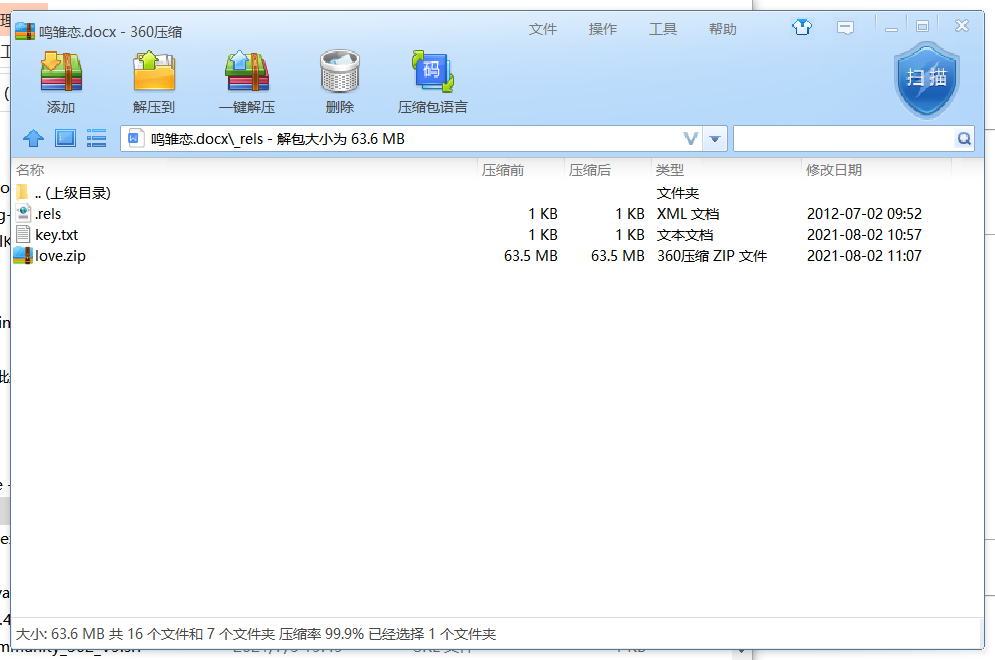 鸣雏恋.docx - 360压缩
文件 操作 工具 帮助
扫描
添加 解压到 一键解压 删除 码 压缩包语言
鸣雏恋.docx\_rels - 解包大小为 63.6 MB
名称 压缩前 压缩后 类型 修改日期
.. (上级目录) 文件夹
.rels 1 KB 1 KB XML 文档 2012-07-02 09:52
key.txt 1 KB 1 KB 文本文档 2021-08-02 10:57
love.zip 63.5 MB 63.5 MB 360压缩 ZIP 文件 2021-08-02 11:07
大小: 63.6 MB 共 16 个文件和 7 个文件夹 压缩率 99.9% 已经选择 1 个文件夹